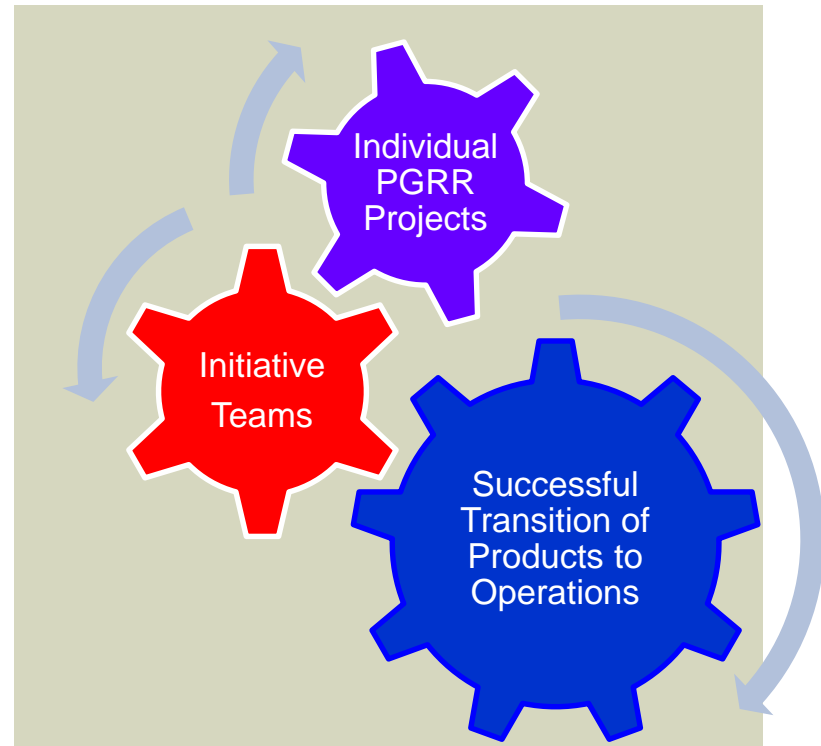 Individual
PGRR
Projects
Initiative
Teams
Successful
Transition of
Products to
Operations